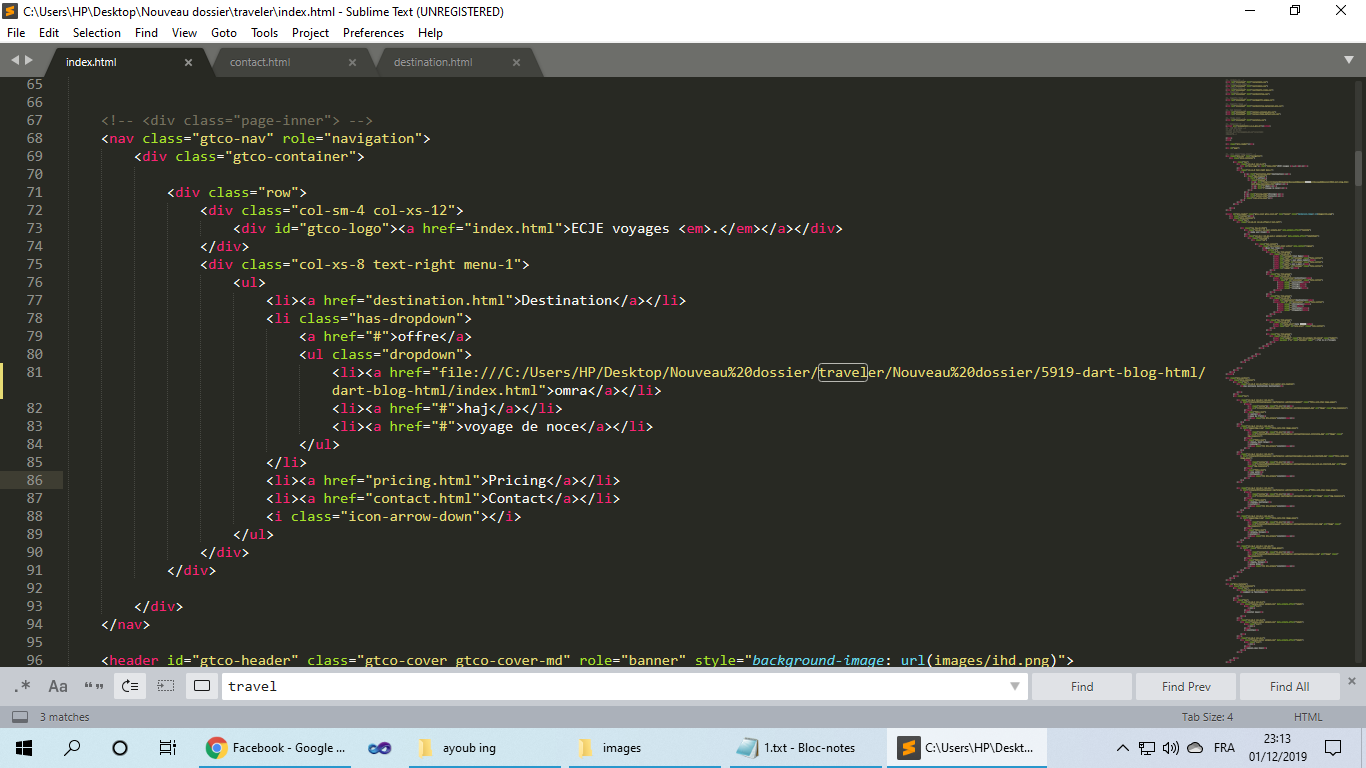 C:\Users\HP\Desktop\Nouveau dossier\traveler\index.html - Sublime Text (UNREGISTERED)
File Edit Selection Find View Goto Tools Project Preferences Help
index.html contact.html destination.html
65
66
67 <!-- <div class="page-inner"> -->
68 <nav class="gtco-nav" role="navigation">
69 <div class="gtco-container">
70
71 <div class="row">
72 <div class="col-sm-4 col-xs-12">
73 <div id="gtco-logo"><a href="index.html">ECJE voyages <em>.</em></a></div>
74 </div>
75 <div class="col-xs-8 text-right menu-1">
76 <ul>
77 <li><a href="destination.html">Destination</a></li>
78 <li class="has-dropdown">
79 <a href="#">offre</a>
80 <ul class="dropdown">
81 <li><a href="file:///C:/Users/HP/Desktop/Nouveau%20dossier/traveler/Nouveau%20dossier/5919-dart-blog-html/
dart-blog-html/index.html">omra</a></li>
82 <li><a href="#">haj</a></li>
83 <li><a href="#">voyage de noce</a></li>
84 </ul>
85 </li>
86 <li><a href="pricing.html">Pricing</a></li>
87 <li><a href="contact.html">Contact</a></li>
88 <i class="icon-arrow-down"></i>
89 </ul>
90 </div>
91 </div>
92
93 </div>
94 </nav>
95
96 <header id="gtco-header" class="gtco-cover gtco-cover-md" role="banner" style="background-image: url(images/ihd.png)">
.* Aa “ ” travel Find Find Prev Find All
3 matches Tab Size: 4 HTML
Facebook - Google ... ayoub ing images 1.txt - Bloc-notes C:\Users\HP\Deskt... FRA 23:13
01/12/2019